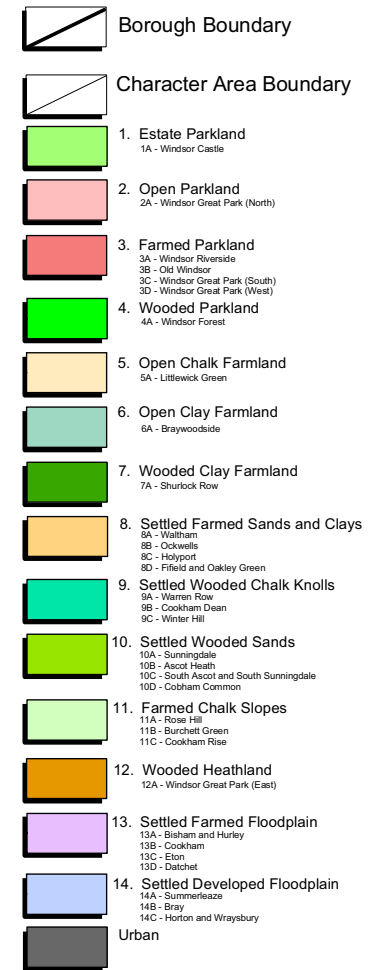 Borough Boundary
Character Area Boundary
1. Estate Parkland
1A - Windsor Castle
2. Open Parkland
2A - Windsor Great Park (North)
3. Farmed Parkland
3A - Windsor Riverside
3B - Old Windsor
3C - Windsor Great Park (South)
3D - Windsor Great Park (West)
4. Wooded Parkland
4A - Windsor Forest
5. Open Chalk Farmland
5A - Littlewick Green
6. Open Clay Farmland
6A - Braywoodside
7. Wooded Clay Farmland
7A - Shurlock Row
8. Settled Farmed Sands and Clays
8A - Waltham
8B - Ockwells
8C - Holyport
8D - Fifield and Oakley Green
9. Settled Wooded Chalk Knolls
9A - Warren Row
9B - Cookham Dean
9C - Winter Hill
10. Settled Wooded Sands
10A - Sunningdale
10B - Ascot Heath
10C - South Ascot and South Sunningdale
10D - Cobham Common
11. Farmed Chalk Slopes
11A - Rose Hill
11B - Burchett Green
11C - Cookham Rise
12. Wooded Heathland
12A - Windsor Great Park (East)
13. Settled Farmed Floodplain
13A - Bisham and Hurley
13B - Cookham
13C - Eton
13D - Datchet
14. Settled Developed Floodplain
14A - Summerleaze
14B - Bray
14C - Horton and Wraysbury
Urban